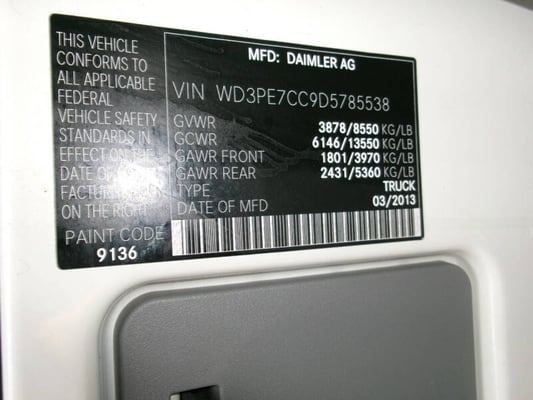 THIS VEHICLE
CONFORMS TO
ALL APPLICABLE
FEDERAL
VEHICLE SAFETY
STANDARDS IN
EFFECT ON THE
DATE OF
FACTURE
ON THE RIGHT
PAINT CODE
9136
MFD: DAIMLER AG
VIN WD3PE7CC9D5785538
GVWR 3878/8550 KG/LB
GCWR 6146/13550 KG/LB
GAWR FRONT 1801/3970 KG/LB
GAWR REAR 2431/5360 KG/LB
TYPE TRUCK
DATE OF MFD 03/2013